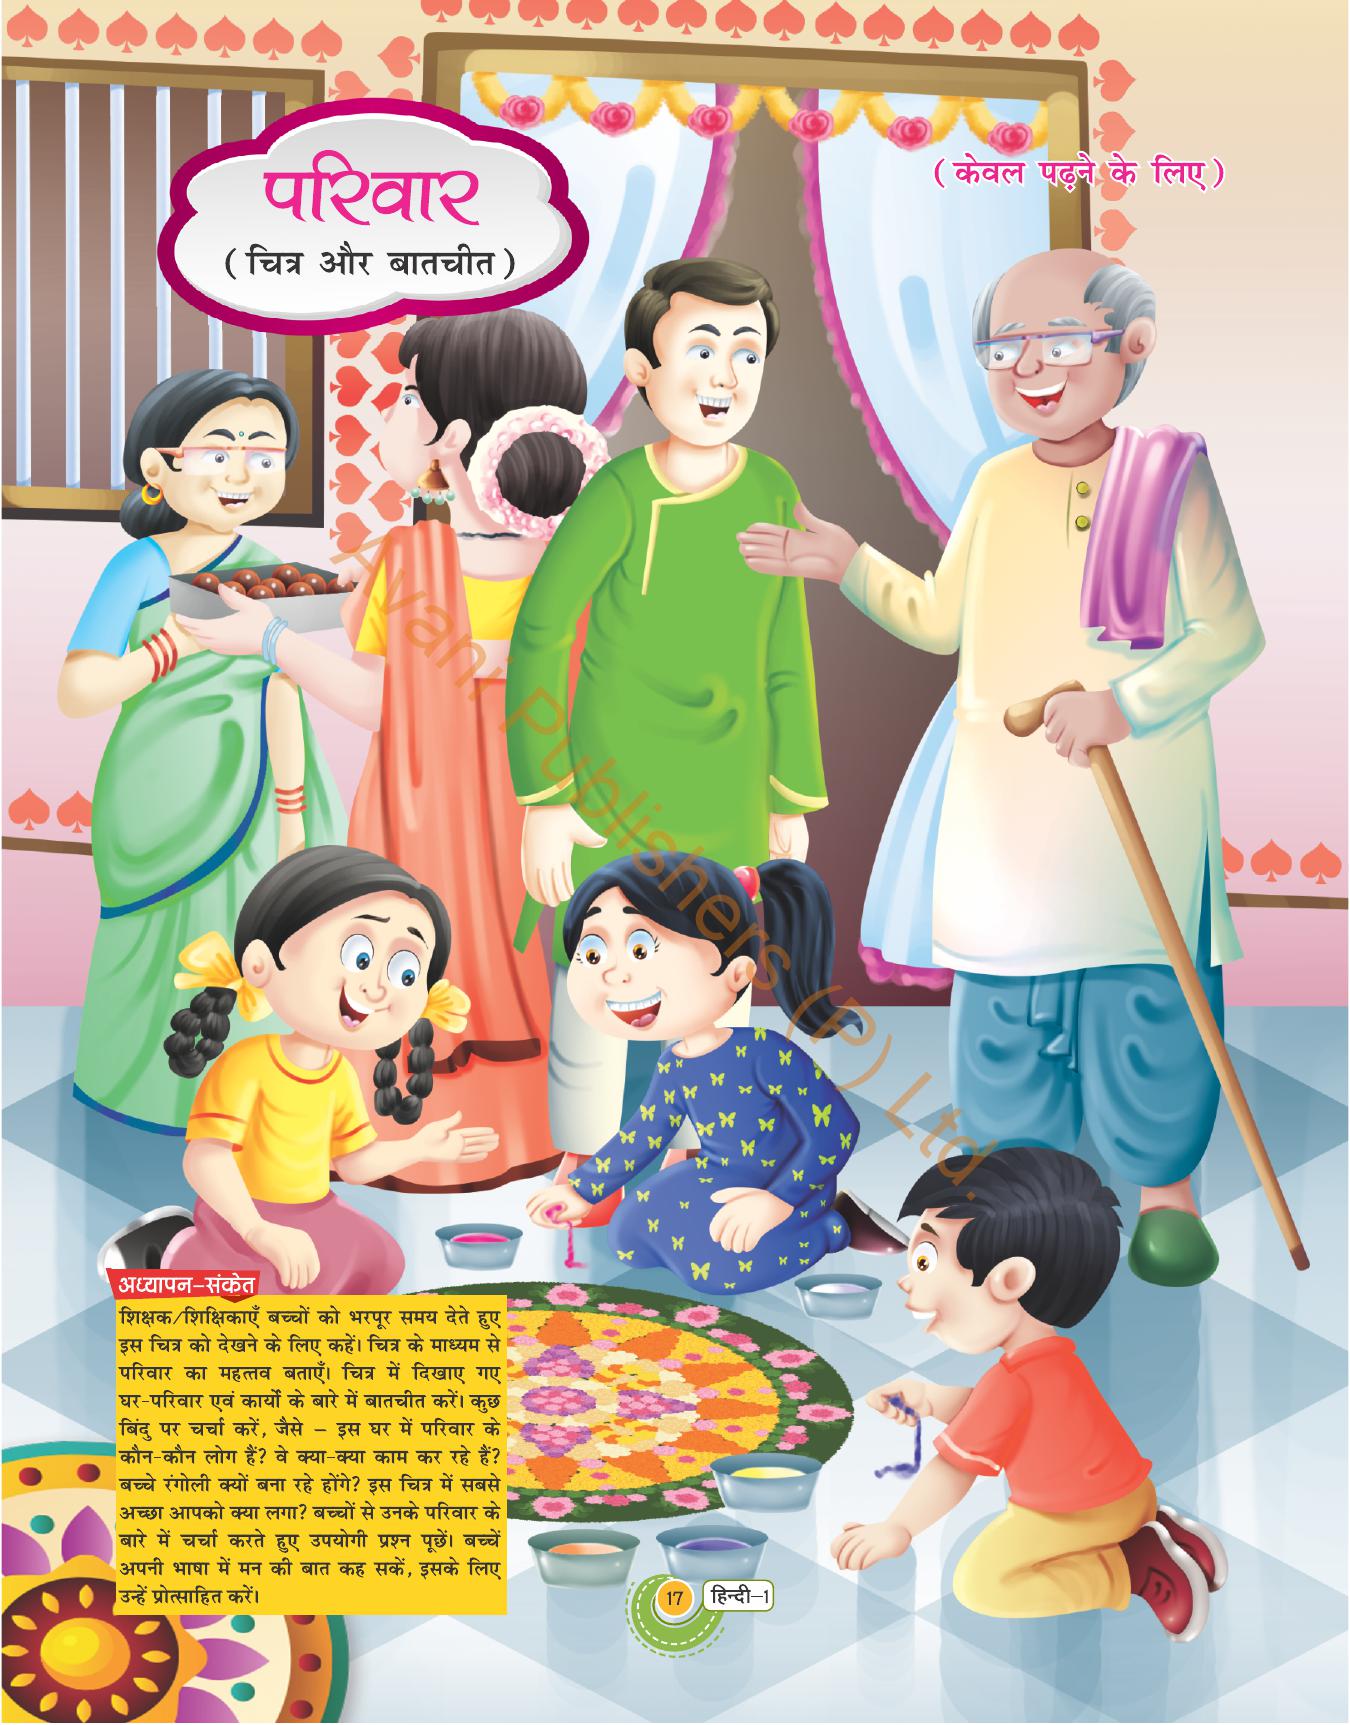 परिवार
( चित्र और बातचीत )
( केवल पढ़ने के लिए )
Avani Publishers (P) Ltd.
अध्यापन-संकेत
शिक्षक/शिक्षिकाएँ बच्चों को भरपूर समय देते हुए
इस चित्र को देखने के लिए कहें। चित्र के माध्यम से
परिवार का महत्तव बताएँ। चित्र में दिखाए गए
घर-परिवार एवं कार्यों के बारे में बातचीत करें। कुछ
बिंदु पर चर्चा करें, जैसे – इस घर में परिवार के
कौन-कौन लोग हैं? वे क्या-क्या काम कर रहे हैं?
बच्चे रंगोली क्यों बना रहे होंगे? इस चित्र में सबसे
अच्छा आपको क्या लगा? बच्चों से उनके परिवार के
बारे में चर्चा करते हुए उपयोगी प्रश्न पूछें। बच्चें
अपनी भाषा में मन की बात कह सकें, इसके लिए
उन्हें प्रोत्साहित करें।
17 हिन्दी-1